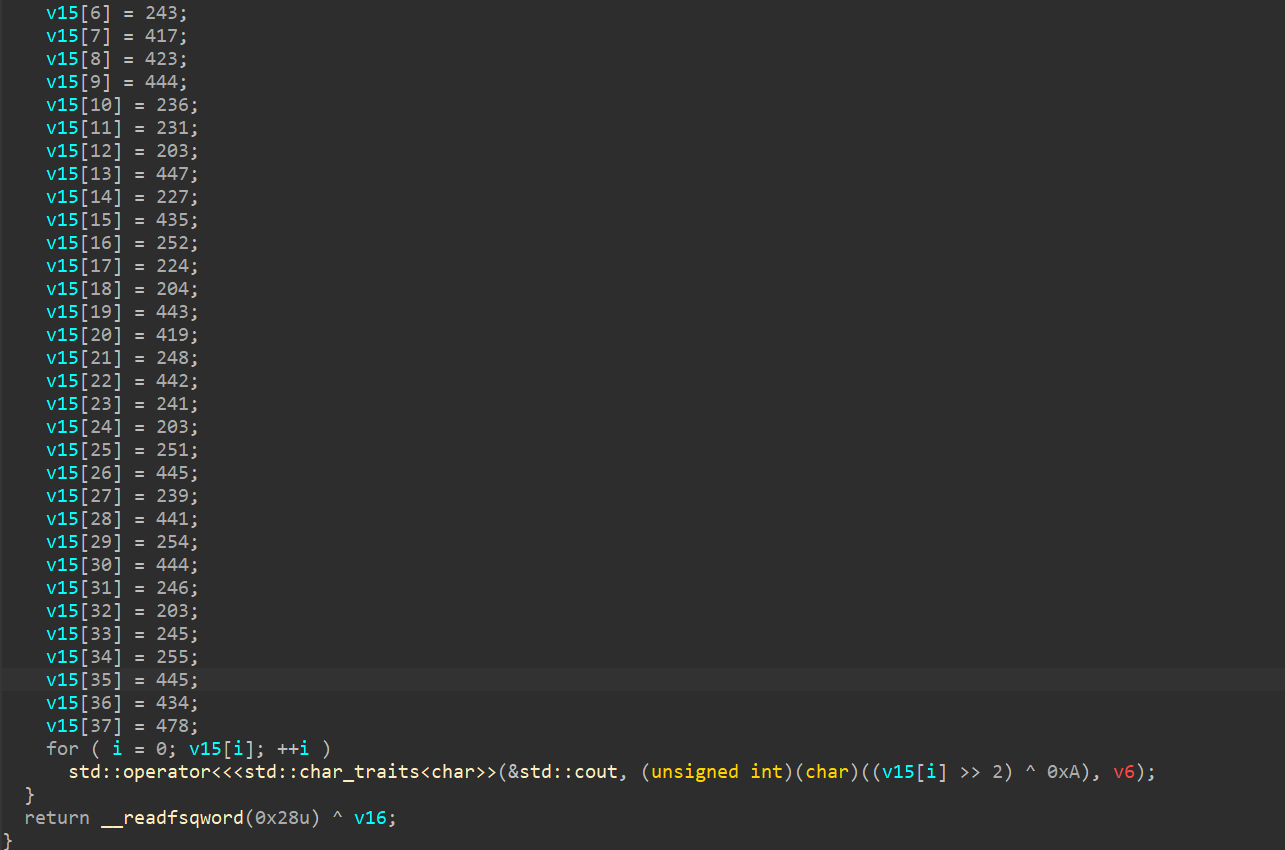 v15[6] = 243;
v15[7] = 417;
v15[8] = 423;
v15[9] = 444;
v15[10] = 236;
v15[11] = 231;
v15[12] = 203;
v15[13] = 447;
v15[14] = 227;
v15[15] = 435;
v15[16] = 252;
v15[17] = 224;
v15[18] = 204;
v15[19] = 443;
v15[20] = 419;
v15[21] = 248;
v15[22] = 442;
v15[23] = 241;
v15[24] = 203;
v15[25] = 251;
v15[26] = 445;
v15[27] = 239;
v15[28] = 441;
v15[29] = 254;
v15[30] = 444;
v15[31] = 246;
v15[32] = 203;
v15[33] = 245;
v15[34] = 255;
v15[35] = 445;
v15[36] = 434;
v15[37] = 478;
for ( i = 0; v15[i]; ++i )
std::operator<<<std::char_traits<char>>(&std::cout, (unsigned int)(char)((v15[i] >> 2) ^ 0xA), v6);
}
return __readfsqword(0x28u) ^ v16;
}